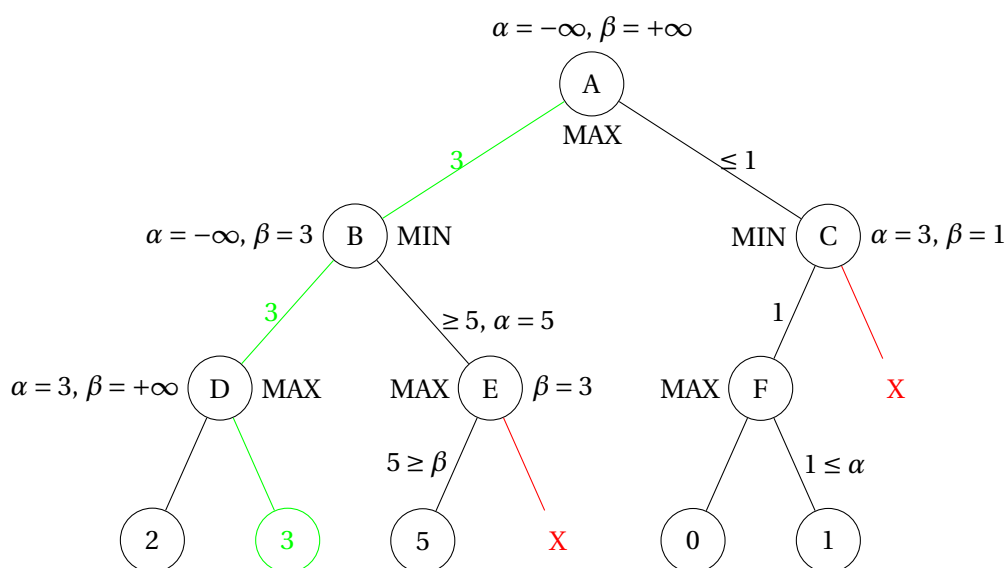 α = −∞, β = +∞
A
MAX
3
≤ 1
α = −∞, β = 3
B
MIN
MIN
C
α = 3, β = 1
3
≥ 5, α = 5
1
α = 3, β = +∞
D
MAX
MAX
E
β = 3
MAX
F
X
5 ≥ β
1 ≤ α
2
3
5
X
0
1